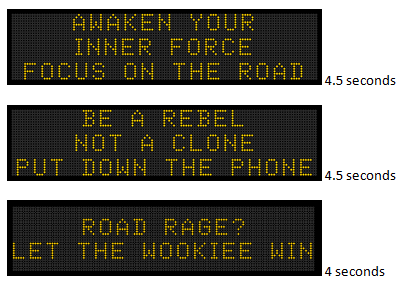 AWAKEN YOUR
INNER FORCE
FOCUS ON THE ROAD
4.5 seconds
BE A REBEL
NOT A CLONE
PUT DOWN THE PHONE
4.5 seconds
ROAD RAGE?
LET THE WOOKIEE WIN
4 seconds